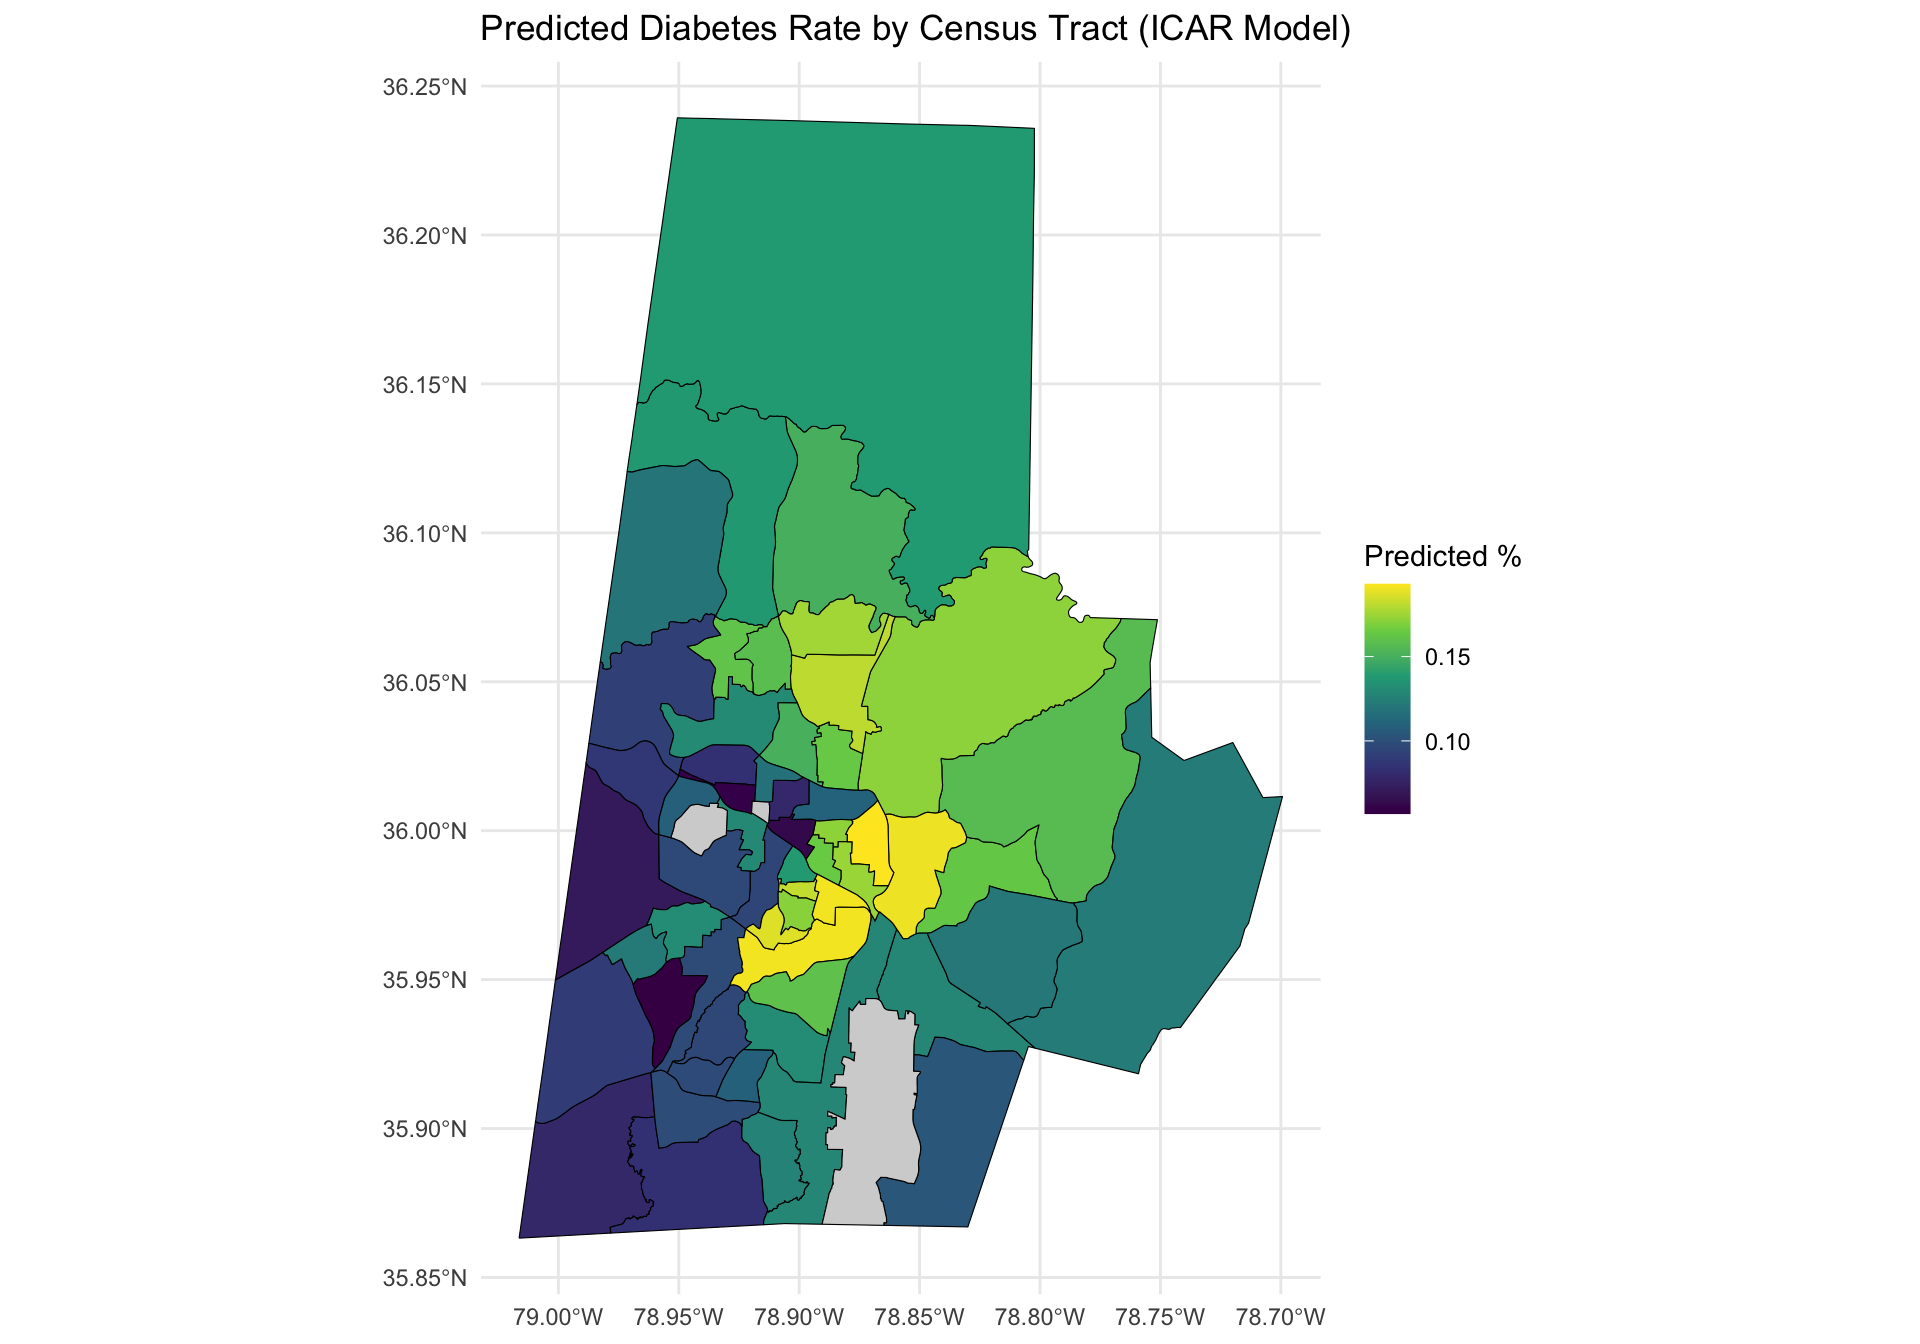 Predicted Diabetes Rate by Census Tract (ICAR Model)
36.25°N
36.20°N
36.15°N
36.10°N
36.05°N
36.00°N
35.95°N
35.90°N
35.85°N
79.00°W 78.95°W 78.90°W 78.85°W 78.80°W 78.75°W 78.70°W
Predicted %
0.15
0.10